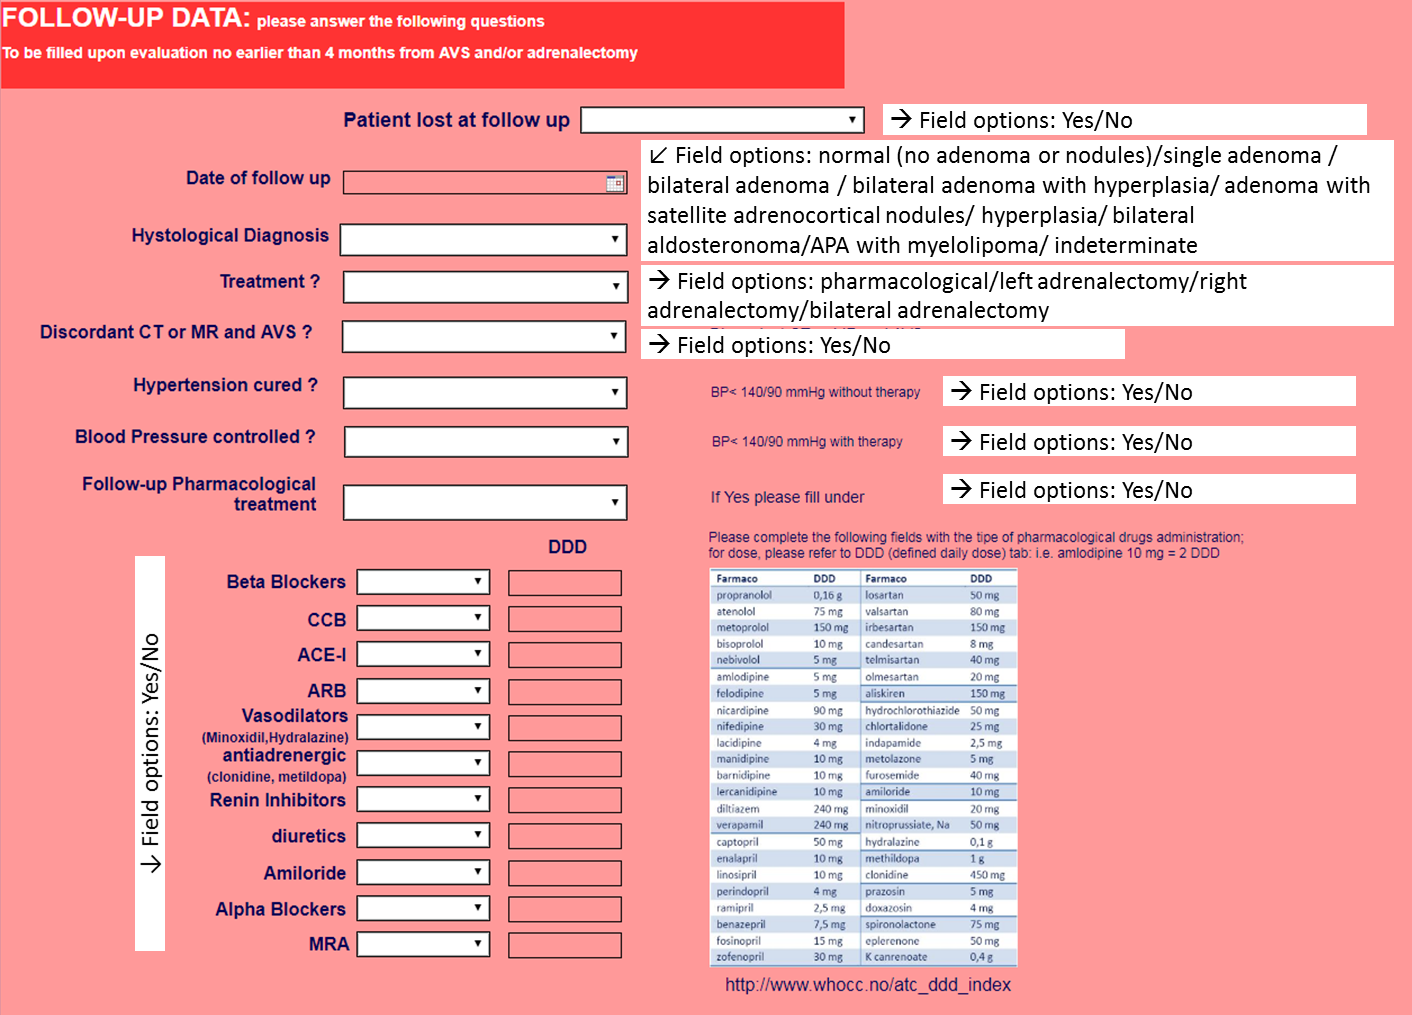 FOLLOW-UP DATA: please answer the following questions
To be filled upon evaluation no earlier than 4 months from AVS and/or adrenalectomy
Patient lost at follow up
→ Field options: Yes/No
Date of follow up
↙ Field options: normal (no adenoma or nodules)/single adenoma /
bilateral adenoma / bilateral adenoma with hyperplasia/ adenoma with
satellite adrenocortical nodules/ hyperplasia/ bilateral
aldosteronoma/APA with myelolipoma/ indeterminate
Hystological Diagnosis
Treatment ?
→ Field options: pharmacological/left adrenalectomy/right
adrenalectomy/bilateral adrenalectomy
Discordant CT or MR and AVS ?
→ Field options: Yes/No
Hypertension cured ?
BP< 140/90 mmHg without therapy
→ Field options: Yes/No
Blood Pressure controlled ?
BP< 140/90 mmHg with therapy
→ Field options: Yes/No
Follow-up Pharmacological
treatment
If Yes please fill under
→ Field options: Yes/No
Please complete the following fields with the tipe of pharmacological drugs administration;
for dose, please refer to DDD (defined daily dose) tab: i.e. amlodipine 10 mg = 2 DDD
DDD
↓ Field options: Yes/No
Beta Blockers
CCB
ACE-I
ARB
Vasodilators
(Minoxidil,Hydralazine)
antiadrenergic
(clonidine, metildopa)
Renin Inhibitors
diuretics
Amiloride
Alpha Blockers
MRA
Farmaco DDD Farmaco DDD
propranolol 0,16 g losartan 50 mg
atenolol 75 mg valsartan 80 mg
metoprolol 150 mg irbesartan 150 mg
bisoprolol 10 mg candesartan 8 mg
nebivolol 5 mg telmisartan 40 mg
amlodipine 5 mg olmesartan 20 mg
felodipine 5 mg aliskiren 150 mg
nicardipine 90 mg hydrochlorothiazide 50 mg
nifedipine 30 mg chlortalidone 25 mg
lacidipine 4 mg indapamide 2,5 mg
manidipine 10 mg metolazone 5 mg
barnidipine 10 mg furosemide 40 mg
lercanidipine 10 mg amiloride 10 mg
diltiazem 240 mg minoxidil 20 mg
verapamil 240 mg nitroprussiate, Na 50 mg
captopril 50 mg hydralazine 0,1 g
enalapril 10 mg methildopa 1 g
linosipril 10 mg clonidine 450 mg
perindopril 4 mg prazosin 5 mg
ramipril 2,5 mg doxazosin 4 mg
benazepril 7,5 mg spironolactone 75 mg
fosinopril 15 mg eplerenone 50 mg
zofenopril 30 mg K canrenoate 0,4 g
http://www.whocc.no/atc_ddd_index